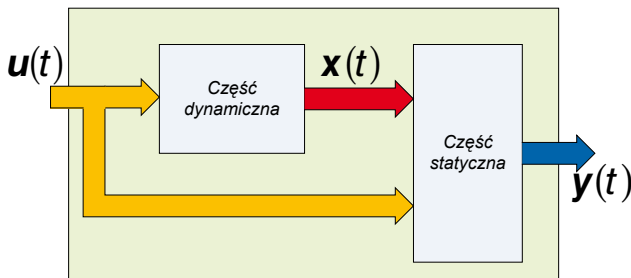 u(t)
Część
dynamiczna
x(t)
Część
statyczna
y(t)